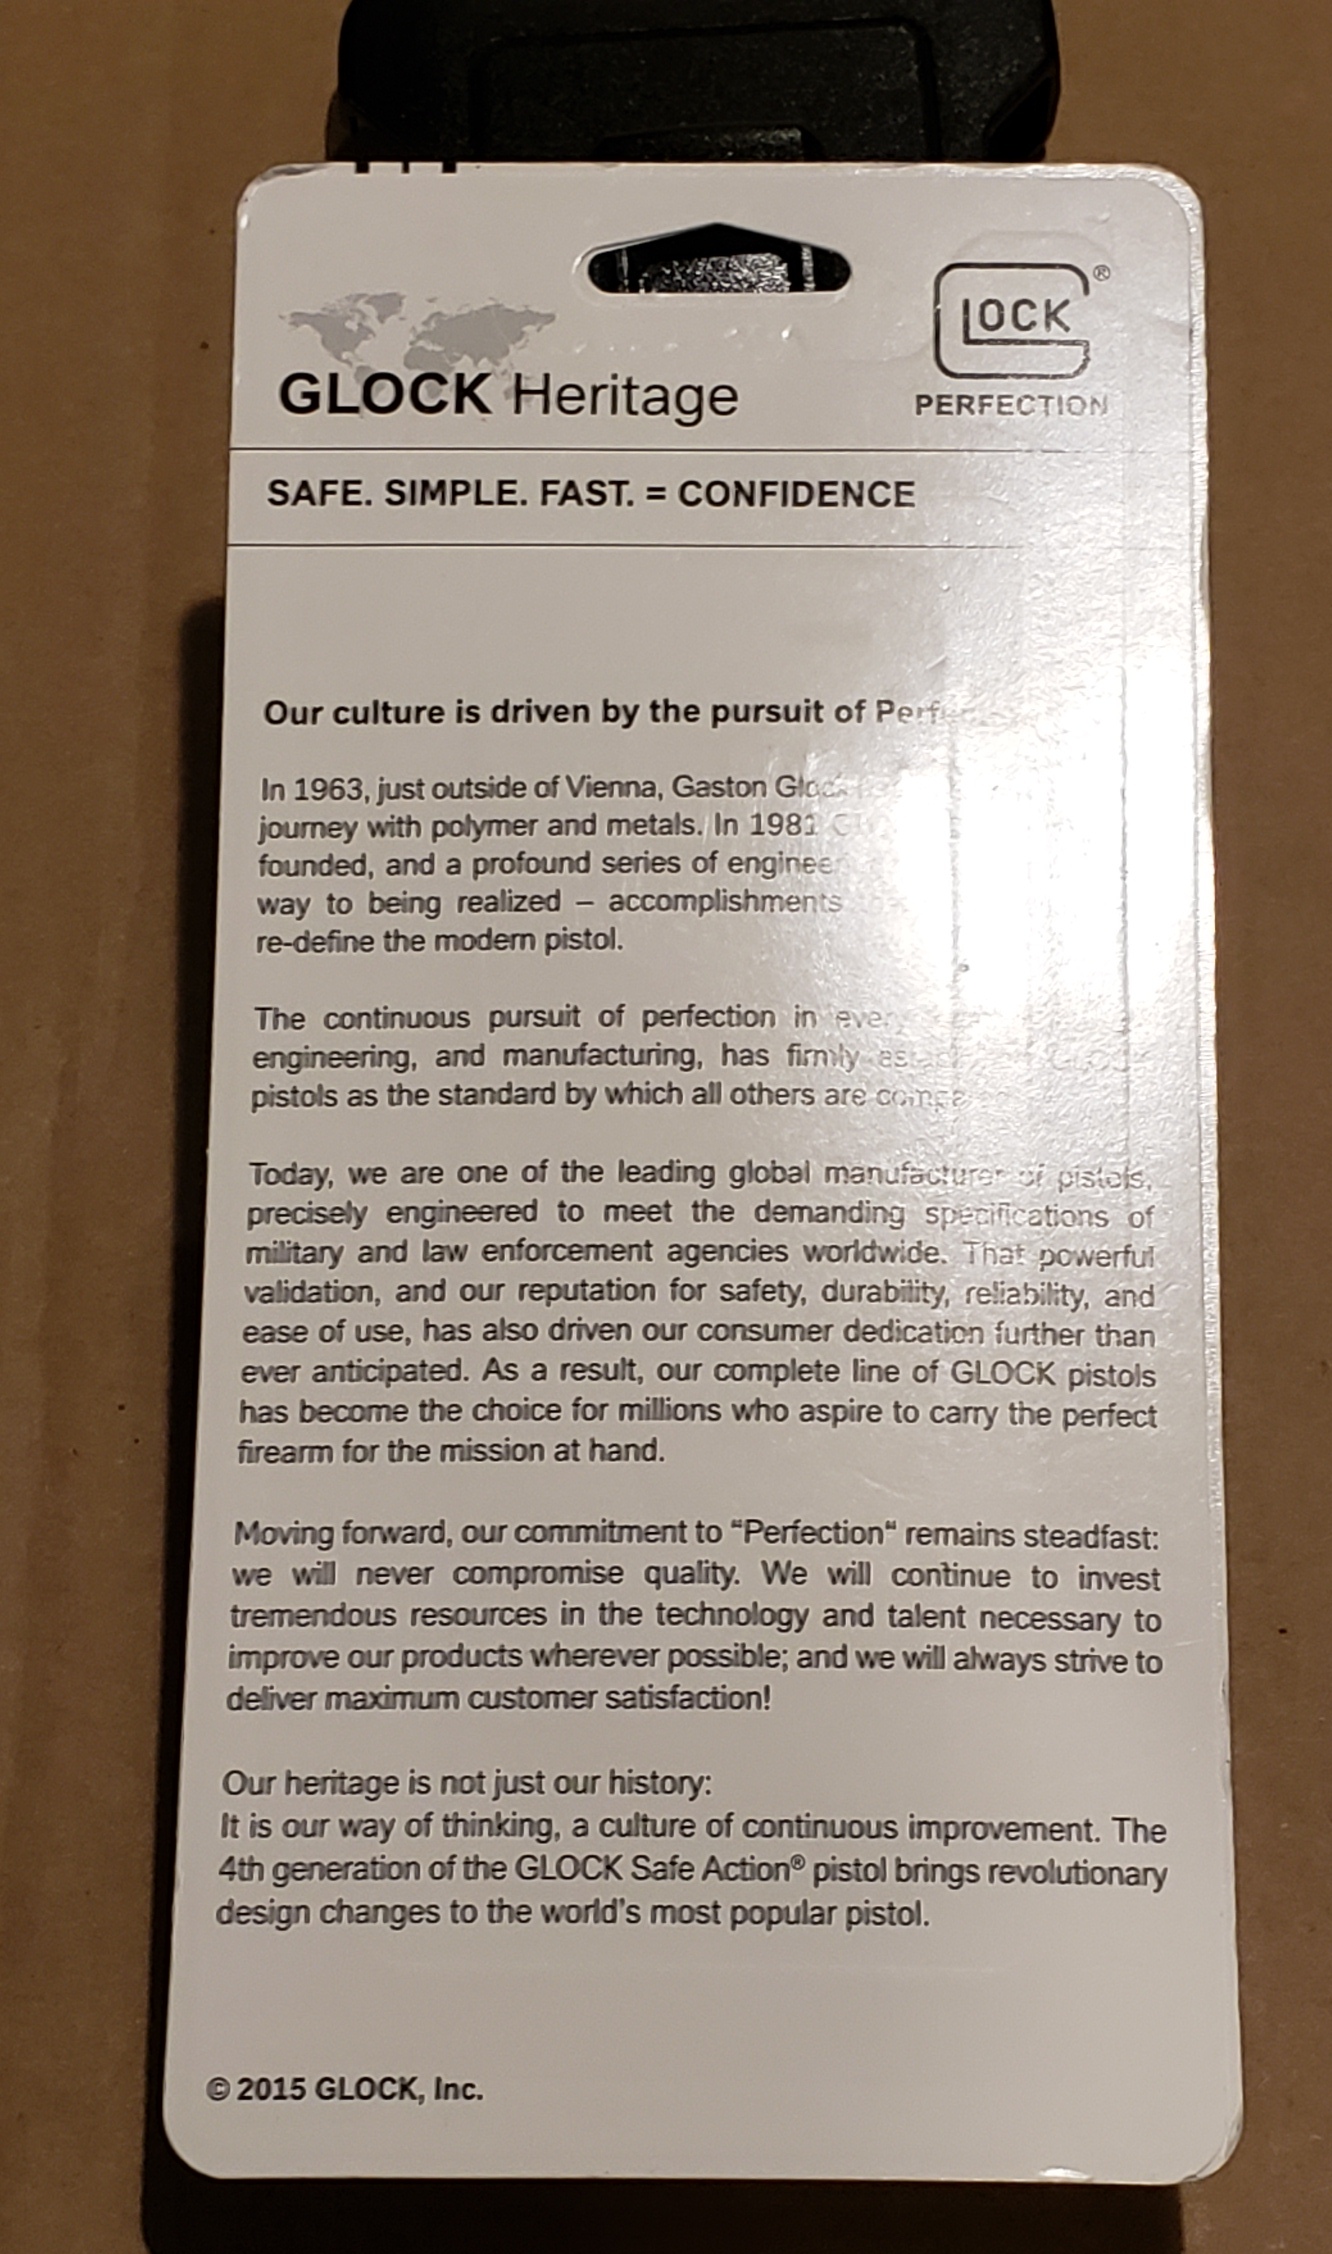 GLOCK®
PERFECTION
GLOCK Heritage
SAFE. SIMPLE. FAST. = CONFIDENCE
Our culture is driven by the pursuit of
In 1963, just outside of Vienna, Gaston Glock
journey with polymer and metals. In 1981
founded, and a profound series of
way to being realized – accomplishments
re-define the modern pistol.
The continuous pursuit of perfection in
engineering, and manufacturing, has firmly GLOCK
pistols as the standard by which all others are
Today, we are one of the leading global manufacturer of pistols,
precisely engineered to meet the demanding specifications of
military and law enforcement agencies worldwide. That powerful
validation, and our reputation for safety, durability, reliability, and
ease of use, has also driven our consumer dedication further than
ever anticipated. As a result, our complete line of GLOCK pistols
has become the choice for millions who aspire to carry the perfect
firearm for the mission at hand.
Moving forward, our commitment to “Perfection“ remains steadfast:
we will never compromise quality. We will continue to invest
tremendous resources in the technology and talent necessary to
improve our products wherever possible; and we will always strive to
deliver maximum customer satisfaction!
Our heritage is not just our history:
It is our way of thinking, a culture of continuous improvement. The
4th generation of the GLOCK Safe Action® pistol brings revolutionary
design changes to the world's most popular pistol.
© 2015 GLOCK, Inc.